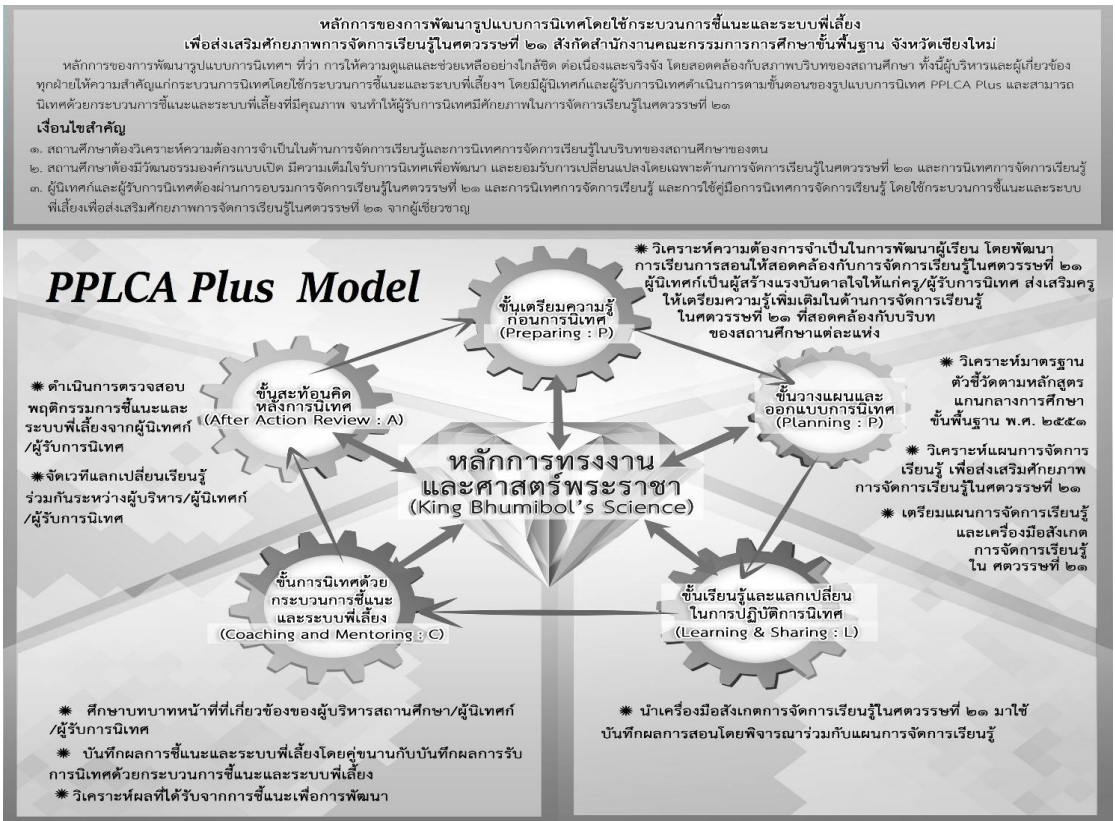 หลักการของการพัฒนารูปแบบการนิเทศโดยใช้กระบวนการชี้แนะและระบบพี่เลี้ยง
เพื่อส่งเสริมศักยภาพการจัดการเรียนรู้ในศตวรรษที่ ๒๑ สังกัดสำนักงานคณะกรรมการการศึกษาขั้นพื้นฐาน จังหวัดเชียงใหม่
หลักการของการพัฒนารูปแบบการนิเทศฯ ที่ว่า การให้ความดูแลและช่วยเหลืออย่างใกล้ชิด ต่อเนื่องและจริงจัง โดยสอดคล้องกับสภาพบริบทของสถานศึกษา ทั้งนี้ผู้บริหารและผู้เกี่ยวข้อง
ทุกฝ่ายให้ความสำคัญแก่กระบวนการนิเทศโดยใช้กระบวนการชี้แนะและระบบพี่เลี้ยงฯ โดยมีผู้นิเทศก์และผู้รับการนิเทศดำเนินการตามขั้นตอนของรูปแบบการนิเทศ PPLCA Plus และสามารถ
นิเทศด้วยกระบวนการชี้แนะและระบบพี่เลี้ยงที่มีคุณภาพ จนทำให้ผู้รับการนิเทศมีศักยภาพในการจัดการเรียนรู้ในศตวรรษที่ ๒๑
เงื่อนไขสำคัญ
๑. สถานศึกษาต้องวิเคราะห์ความต้องการจำเป็นในด้านการจัดการเรียนรู้และการนิเทศการจัดการเรียนรู้ในบริบทของสถานศึกษาของตน
๒. สถานศึกษาต้องมีวัฒนธรรมองค์กรแบบเปิด มีความเต็มใจรับการนิเทศเพื่อพัฒนา และยอมรับการเปลี่ยนแปลงโดยเฉพาะด้านการจัดการเรียนรู้ในศตวรรษที่ ๒๑ และการนิเทศการจัดการเรียนรู้
๓. ผู้นิเทศก์และผู้รับการนิเทศต้องผ่านการอบรมการจัดการเรียนรู้ในศตวรรษที่ ๒๑ และการนิเทศการจัดการเรียนรู้ และการใช้คู่มือการนิเทศการจัดการเรียนรู้ โดยใช้กระบวนการชี้แนะและระบบ
พี่เลี้ยงเพื่อส่งเสริมศักยภาพการจัดการเรียนรู้ในศตวรรษที่ ๒๑ จากผู้เชี่ยวชาญ
PPLCA Plus Model
ขั้นเตรียมความรู้
ก่อนการนิเทศ
(Preparing : P)
✷ วิเคราะห์ความต้องการจำเป็นในการพัฒนาผู้เรียน โดยพัฒนา
การเรียนการสอนให้สอดคล้องกับการจัดการเรียนรู้ในศตวรรษที่ ๒๑
ผู้นิเทศก์เป็นผู้สร้างแรงบันดาลใจให้แก่ครู/ผู้รับการนิเทศ ส่งเสริมครู
ให้เตรียมความรู้เพิ่มเติมในด้านการจัดการเรียนรู้
ในศตวรรษที่ ๒๑ ที่สอดคล้องกับบริบท
ของสถานศึกษาแต่ละแห่ง
ขั้นวางแผนและ
ออกแบบการนิเทศ
(Planning : P)
✷ วิเคราะห์มาตรฐาน
ตัวชี้วัดตามหลักสูตร
แกนกลางการศึกษา
ขั้นพื้นฐาน พ.ศ. ๒๕๕๑
✷ วิเคราะห์แผนการจัดการ
เรียนรู้ เพื่อส่งเสริมศักยภาพ
การจัดการเรียนรู้ในศตวรรษที่ ๒๑
✷ เตรียมแผนการจัดการเรียนรู้
และเครื่องมือสังเกต
การจัดการเรียนรู้
ใน ศตวรรษที่ ๒๑
✷ ดำเนินการตรวจสอบ
พฤติกรรมการชี้แนะและ
ระบบพี่เลี้ยงจากผู้นิเทศก์
/ผู้รับการนิเทศ
✷จัดเวทีแลกเปลี่ยนเรียนรู้
ร่วมกันระหว่างผู้บริหาร/ผู้นิเทศก์
/ผู้รับการนิเทศ
ขั้นสะท้อนคิด
หลังการนิเทศ
(After Action Review : A)
หลักการทรงงาน
และศาสตร์พระราชา
(King Bhumibol's Science)
ขั้นการนิเทศด้วย
กระบวนการชี้แนะ
และระบบพี่เลี้ยง
(Coaching and Mentoring : C)
ขั้นเรียนรู้และแลกเปลี่ยน
ในการปฏิบัติการนิเทศ
(Learning & Sharing : L)
✷ ศึกษาบทบาทหน้าที่ที่เกี่ยวข้องของผู้บริหารสถานศึกษา/ผู้นิเทศก์
/ผู้รับการนิเทศ
✷ บันทึกผลการชี้แนะและระบบพี่เลี้ยงโดยคู่ขนานกับบันทึกผลการรับ
การนิเทศด้วยกระบวนการชี้แนะและระบบพี่เลี้ยง
✷ วิเคราะห์ผลที่ได้รับจากการชี้แนะเพื่อการพัฒนา
✷ นำเครื่องมือสังเกตการจัดการเรียนรู้ในศตวรรษที่ ๒๑ มาใช้
บันทึกผลการสอนโดยพิจารณาร่วมกับแผนการจัดการเรียนรู้